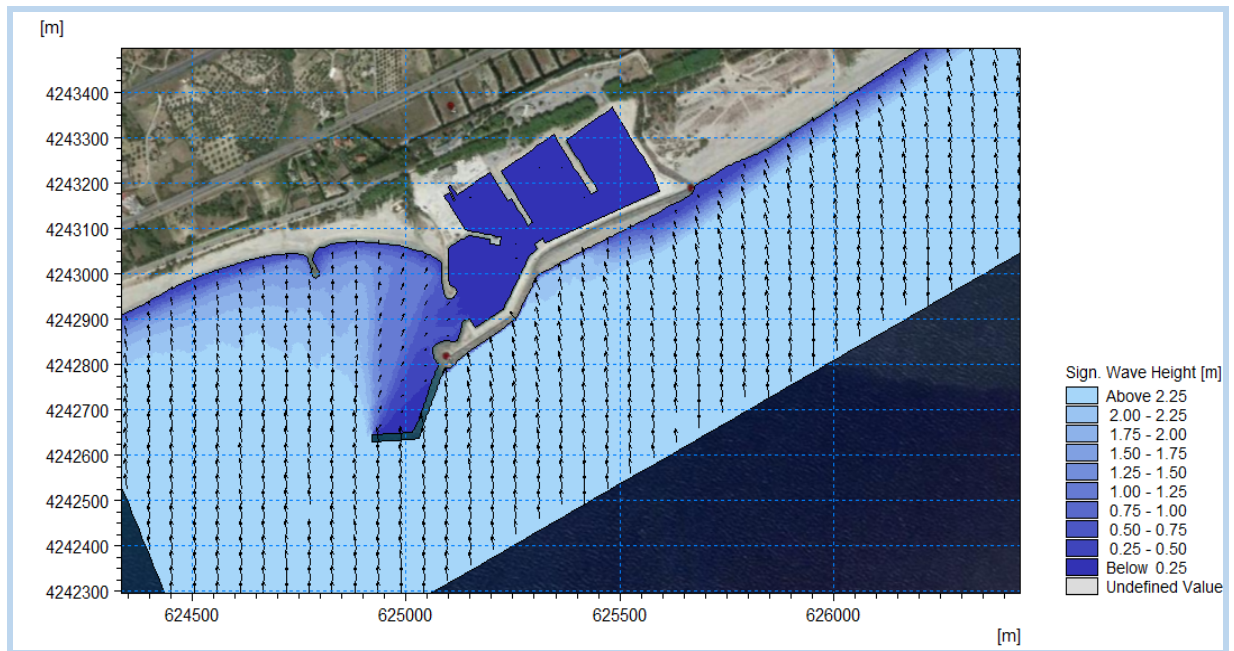 [m]
4243400
4243300
4243200
4243100
4243000
4242900
4242800
4242700
4242600
4242500
4242400
4242300
624500
625000
625500
626000
[m]
Sign. Wave Height [m]
Above 2.25
2.00 - 2.25
1.75 - 2.00
1.50 - 1.75
1.25 - 1.50
1.00 - 1.25
0.75 - 1.00
0.50 - 0.75
0.25 - 0.50
Below 0.25
Undefined Value